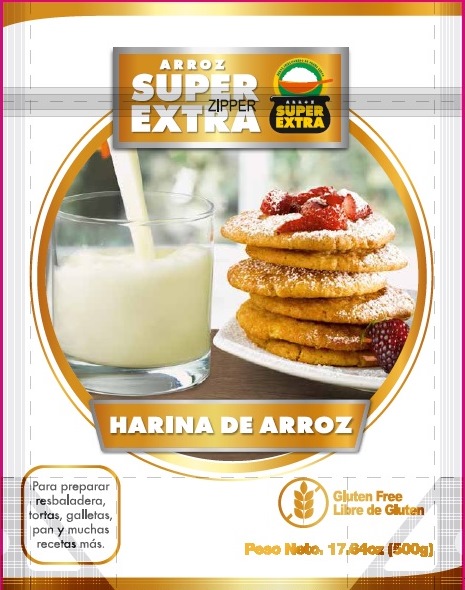 ARROZ
SUPER
ZIPPER
EXTRA
ARROZ
SUPER
EXTRA
HARINA DE ARROZ
Para preparar
resbaladera,
tortas, galletas,
pan y muchas
recetas más.
Gluten Free
Libre de Gluten
Peso Neto. 17.64oz (500g)